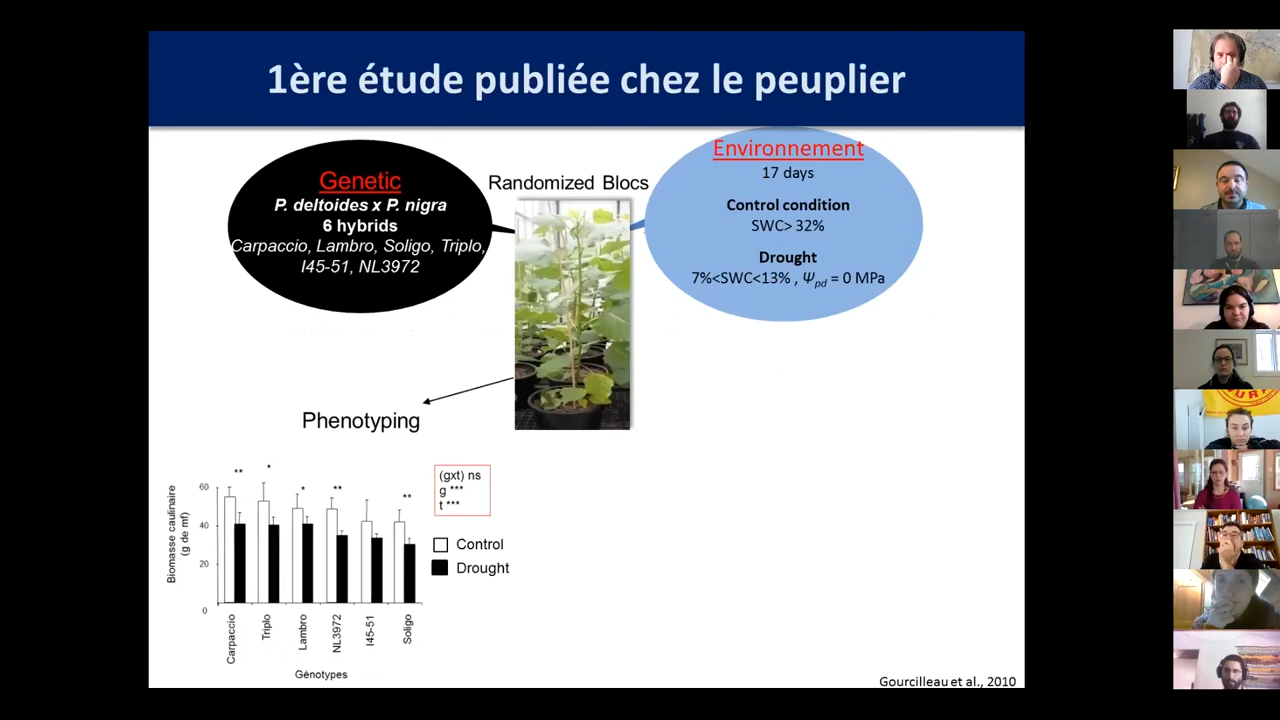 1ère étude publiée chez le peuplier
Genetic
P. deltoides x P. nigra
6 hybrids
Carpaccio, Lambro, Soligo, Triplo,
I45-51, NL3972
Randomized Blocs
Environnement
17 days
Control condition
SWC> 32%
Drought
7%<SWC<13% , Ψpd = 0 MPa
Phenotyping
Biomasse caulinaire
(g de mf)
60
40
20
0
**
*
*
**
**
(gxt) ns
g ***
t ***
Control
Drought
Carpaccio
Triplo
Lambro
NL3972
I45-51
Soligo
Génotypes
Gourcilleau et al., 2010